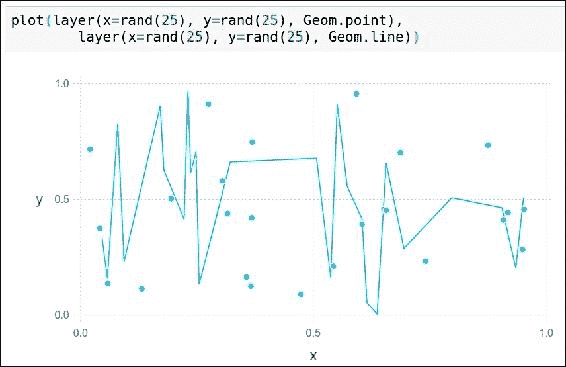 plot(layer(x=rand(25), y=rand(25), Geom.point),
layer(x=rand(25), y=rand(25), Geom.line))
1.0
y
0.5
0.0
0.0 0.5 1.0
x